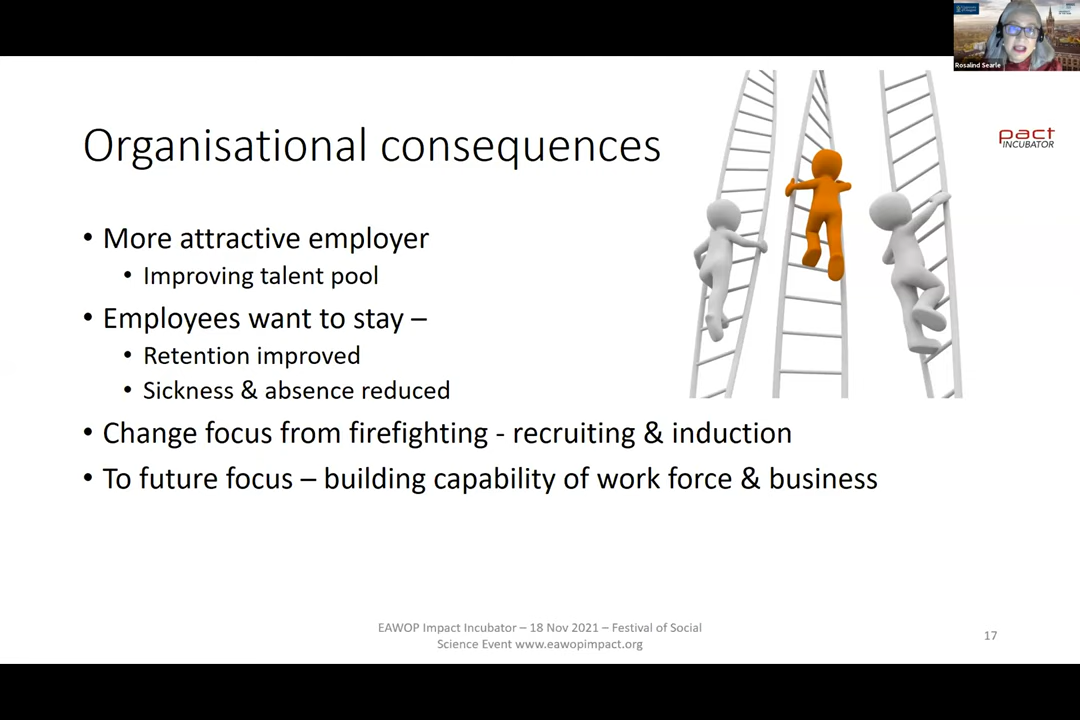 Rosalind Searle
pact
INCUBATOR
Organisational consequences
• More attractive employer
• Improving talent pool
• Employees want to stay –
• Retention improved
• Sickness & absence reduced
• Change focus from firefighting - recruiting & induction
• To future focus – building capability of work force & business
EAWOP Impact Incubator – 18 Nov 2021 – Festival of Social
Science Event www.eawopimpact.org
17